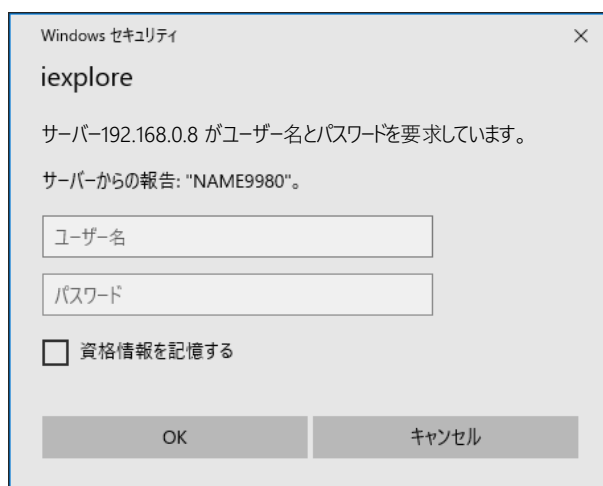 Windows セキュリティ
iexplore
サーバー192.168.0.8 がユーザー名とパスワードを要求しています。
サーバーからの報告: "NAME9980"。
ユーザー名
パスワード
資格情報を記憶する
OK
キャンセル